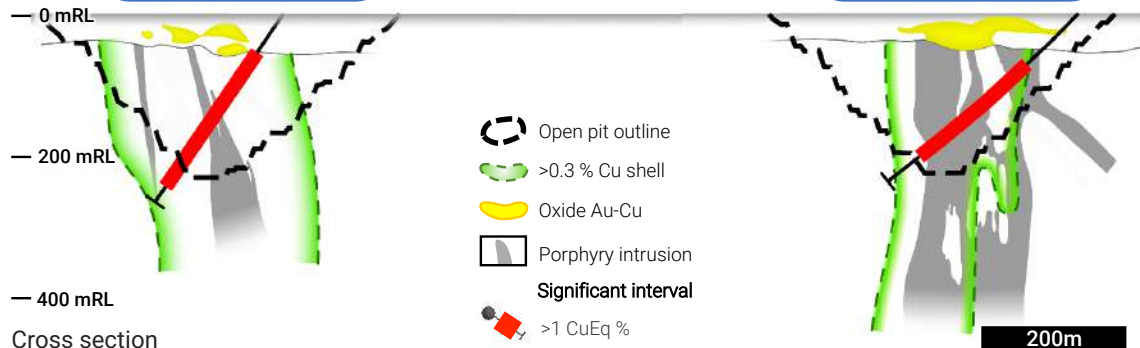 0 mRL
200 mRL
400 mRL
Cross section
Open pit outline
>0.3 % Cu shell
Oxide Au-Cu
Porphyry intrusion
Significant interval
>1 CuEq %
200m